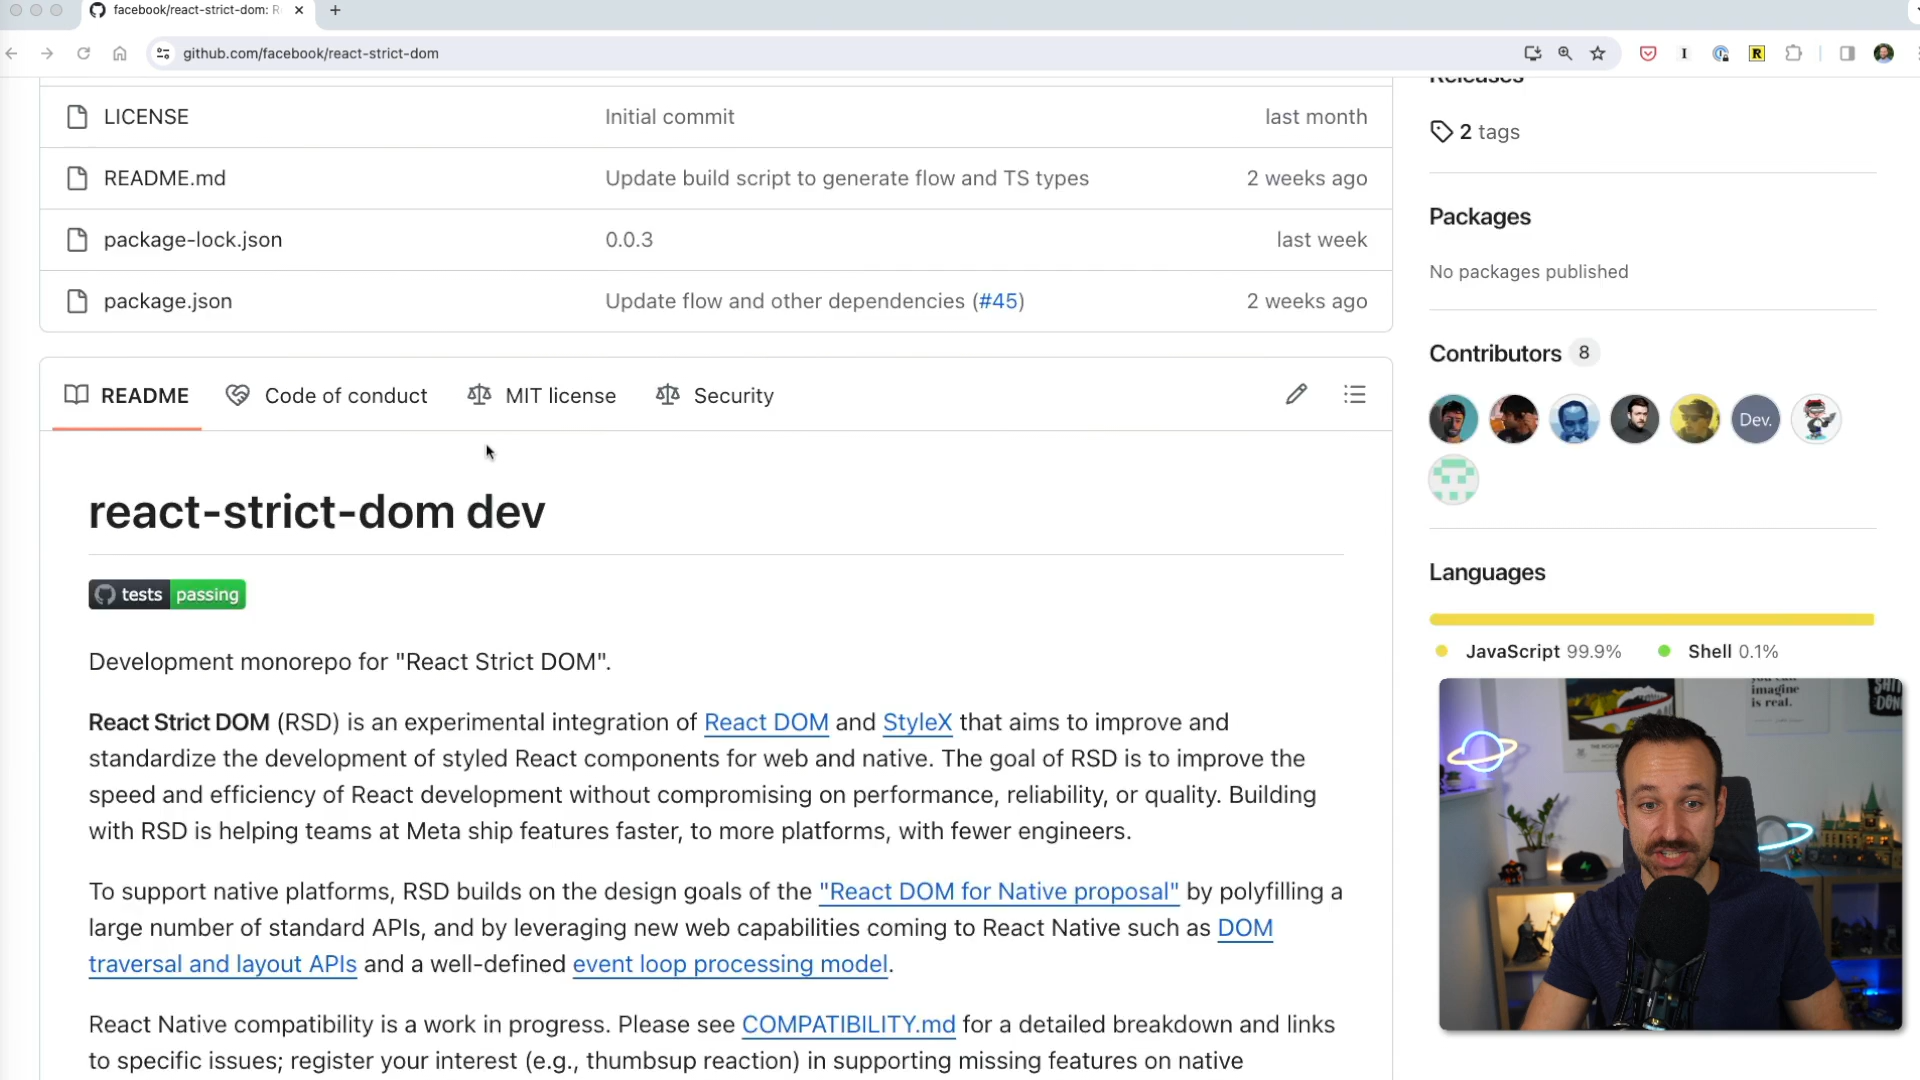 facebook/react-strict-dom: R
github.com/facebook/react-strict-dom
I
R
LICENSE Initial commit last month
README.md Update build script to generate flow and TS types 2 weeks ago
package-lock.json 0.0.3 last week
package.json Update flow and other dependencies (#45) 2 weeks ago
README Code of conduct MIT license Security
react-strict-dom dev
tests passing
Development monorepo for "React Strict DOM".
React Strict DOM (RSD) is an experimental integration of React DOM and StyleX that aims to improve and
standardize the development of styled React components for web and native. The goal of RSD is to improve the
speed and efficiency of React development without compromising on performance, reliability, or quality. Building
with RSD is helping teams at Meta ship features faster, to more platforms, with fewer engineers.
To support native platforms, RSD builds on the design goals of the "React DOM for Native proposal" by polyfilling a
large number of standard APIs, and by leveraging new web capabilities coming to React Native such as DOM
traversal and layout APIs and a well-defined event loop processing model.
React Native compatibility is a work in progress. Please see COMPATIBILITY.md for a detailed breakdown and links
to specific issues; register your interest (e.g., thumbsup reaction) in supporting missing features on native
Releases
2 tags
Packages
No packages published
Contributors 8
Dev.
Languages
JavaScript 99.9% Shell 0.1%
you can
imagine
is real.